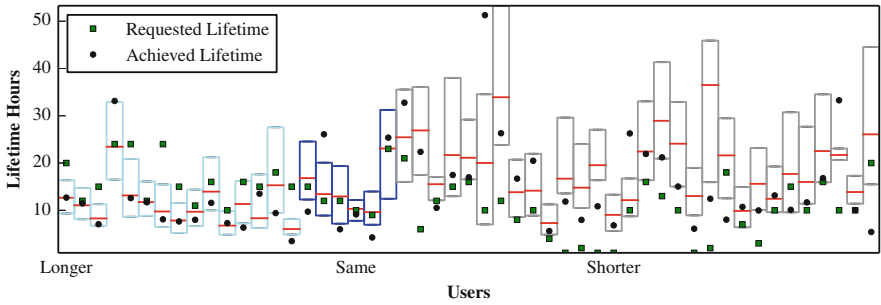 50
40
30
20
10
Lifetime Hours
Requested Lifetime
Achieved Lifetime
Longer
Same
Shorter
Users